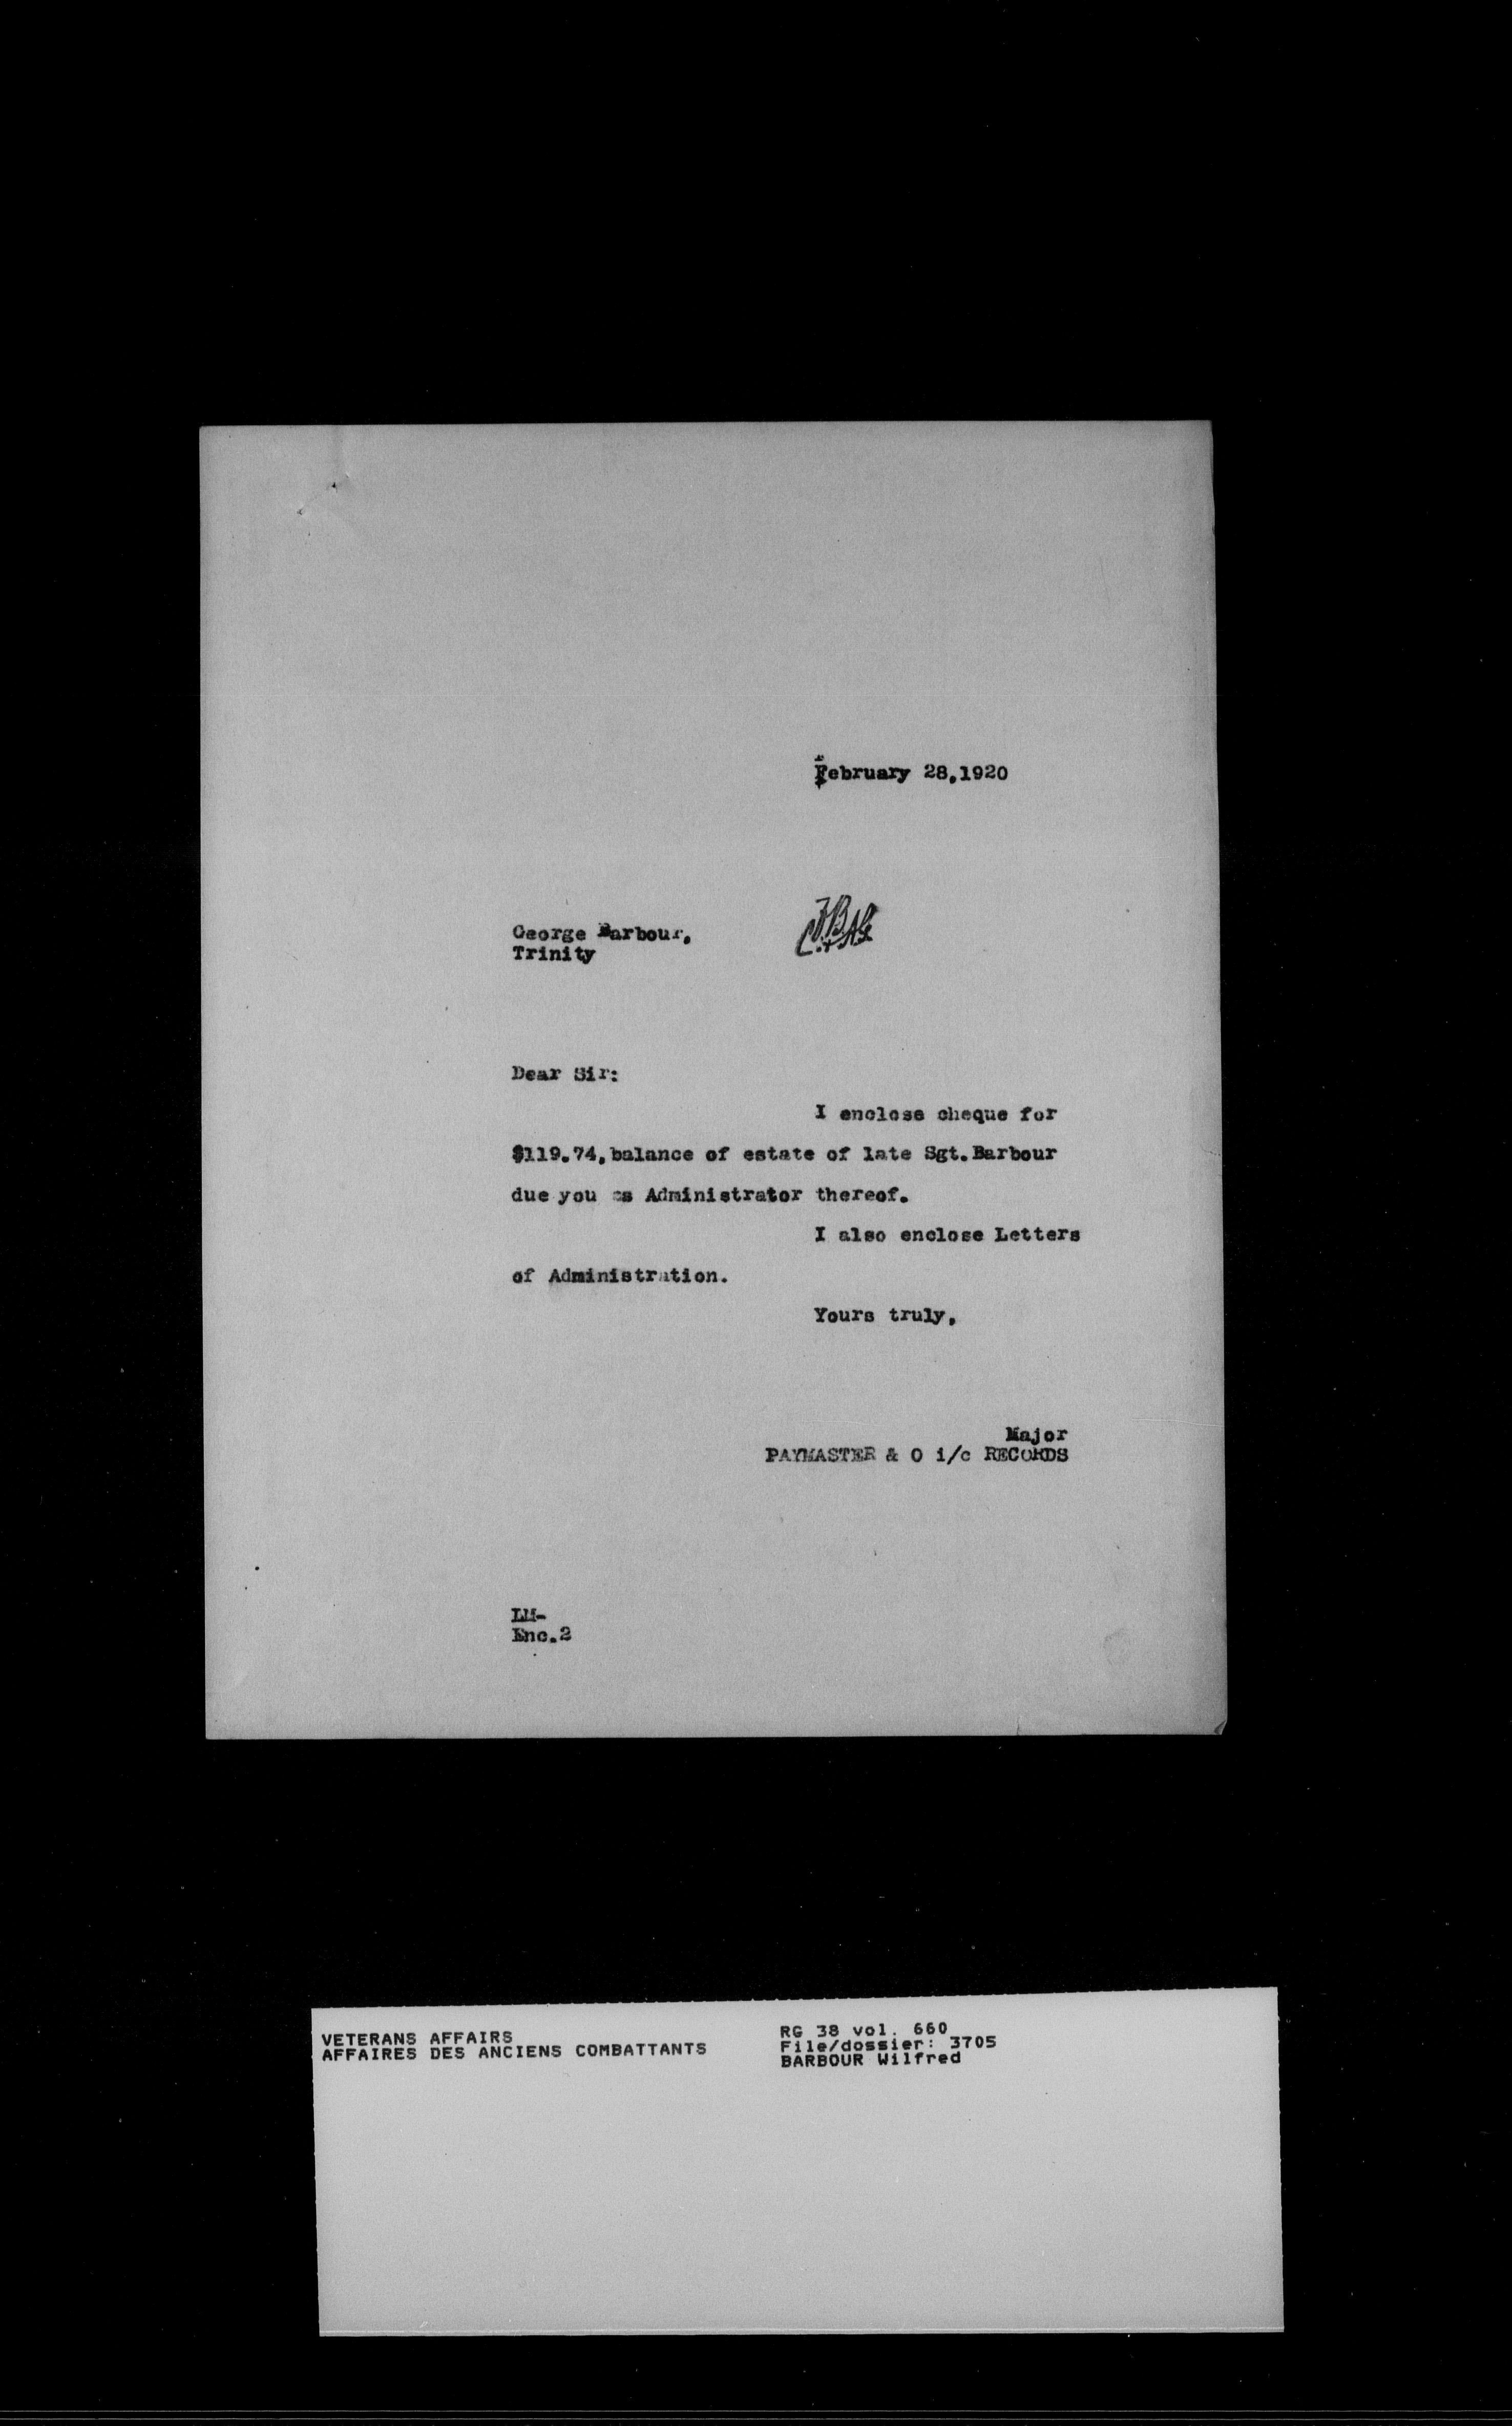 February 28,1920
George Barbour,
Trinity
Dear Sir:
I enclose cheque for
$119.74,balance of estate of late Sgt.Barbour
due you as Administrator thereof.
I also enclose Letters
of Administration.
Yours truly,
Major
PAYMASTER & O i/c RECORDS
LM-
Enc.2
VETERANS AFFAIRS
AFFAIRES DES ANCIENS COMBATTANTS
RG 38 vol. 660
File/dossier: 3705
BARBOUR Wilfred